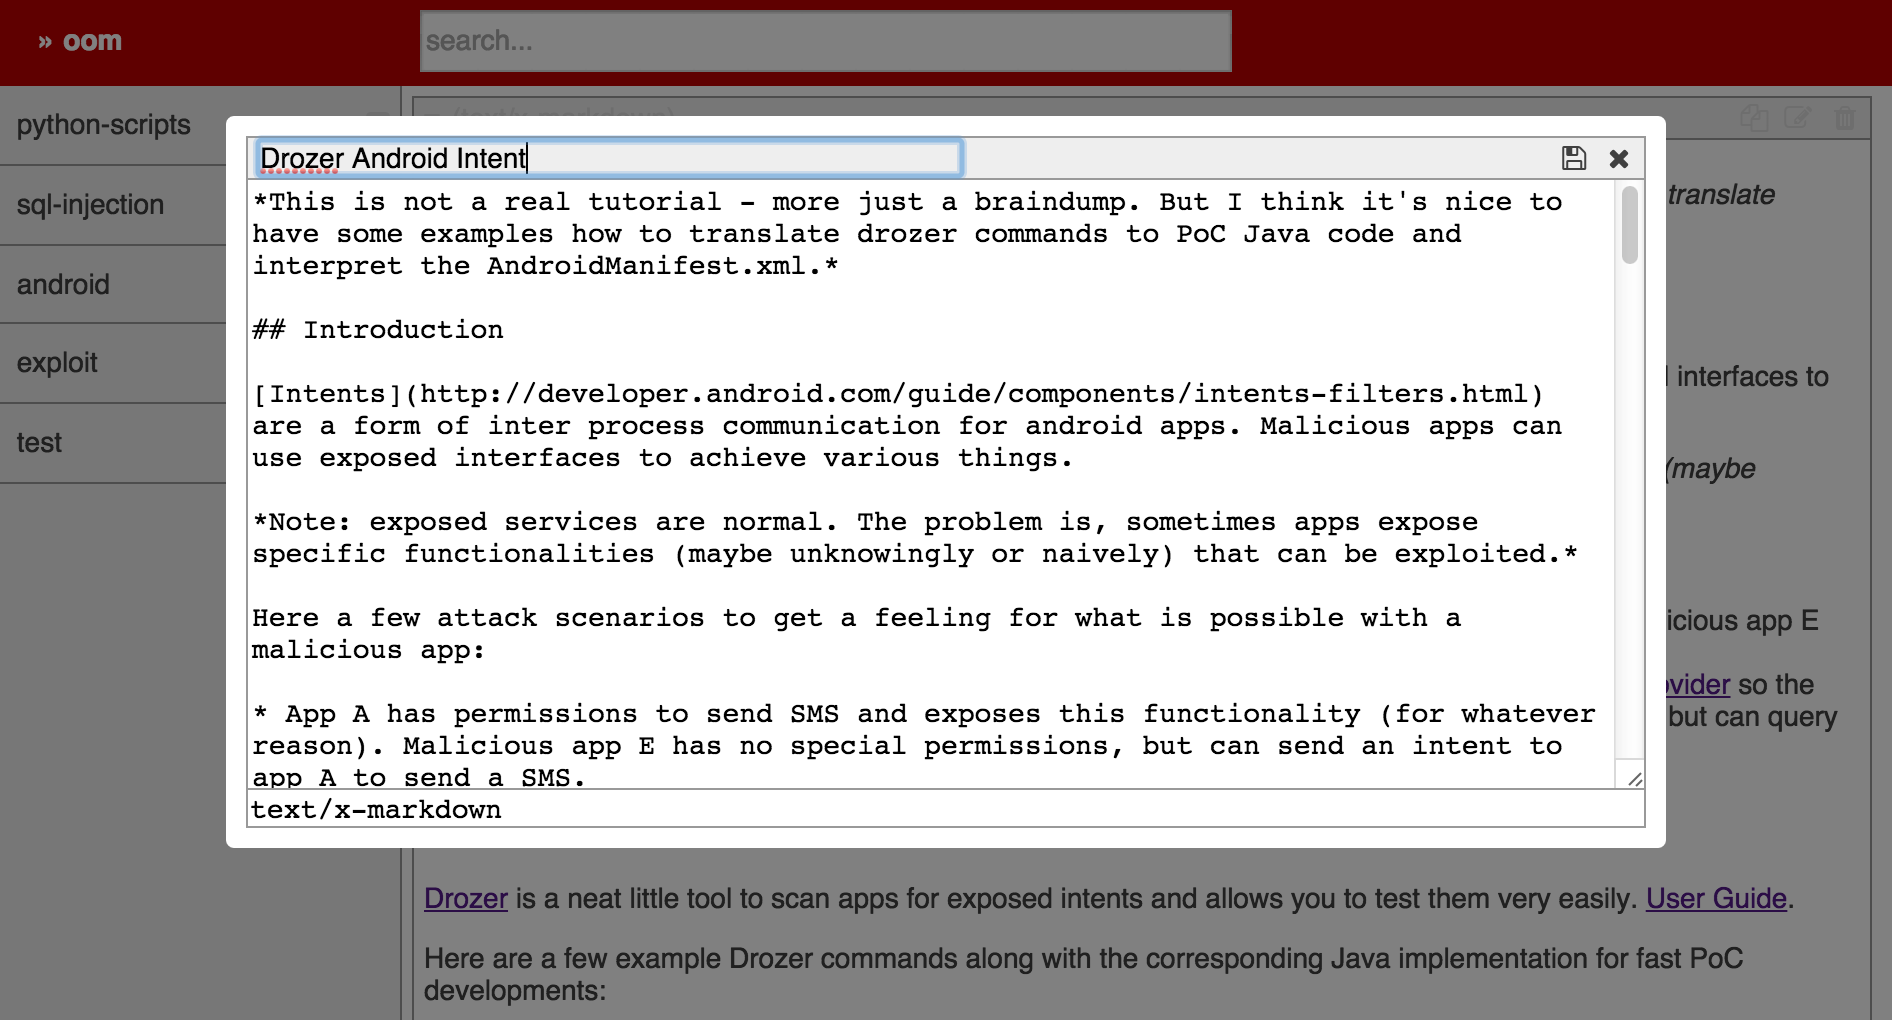 » oom
search...
python-scripts
sql-injection
android
exploit
test
(text/x-markdown)
Drozer Android Intent
*This is not a real tutorial - more just a braindump. But I think it's nice to
have some examples how to translate drozer commands to PoC Java code and
interpret the AndroidManifest.xml.*
## Introduction
[Intents](http://developer.android.com/guide/components/intents-filters.html)
are a form of inter process communication for android apps. Malicious apps can
use exposed interfaces to achieve various things.
*Note: exposed services are normal. The problem is, sometimes apps expose
specific functionalities (maybe unknowingly or naively) that can be exploited.*
Here a few attack scenarios to get a feeling for what is possible with a
malicious app:
* App A has permissions to send SMS and exposes this functionality (for whatever
reason). Malicious app E has no special permissions, but can send an intent to
app A to send a SMS.
text/x-markdown
translate
interfaces to
(maybe
icious app E
vider so the
but can query
Drozer is a neat little tool to scan apps for exposed intents and allows you to test them very easily. User Guide.
Here are a few example Drozer commands along with the corresponding Java implementation for fast PoC
developments: